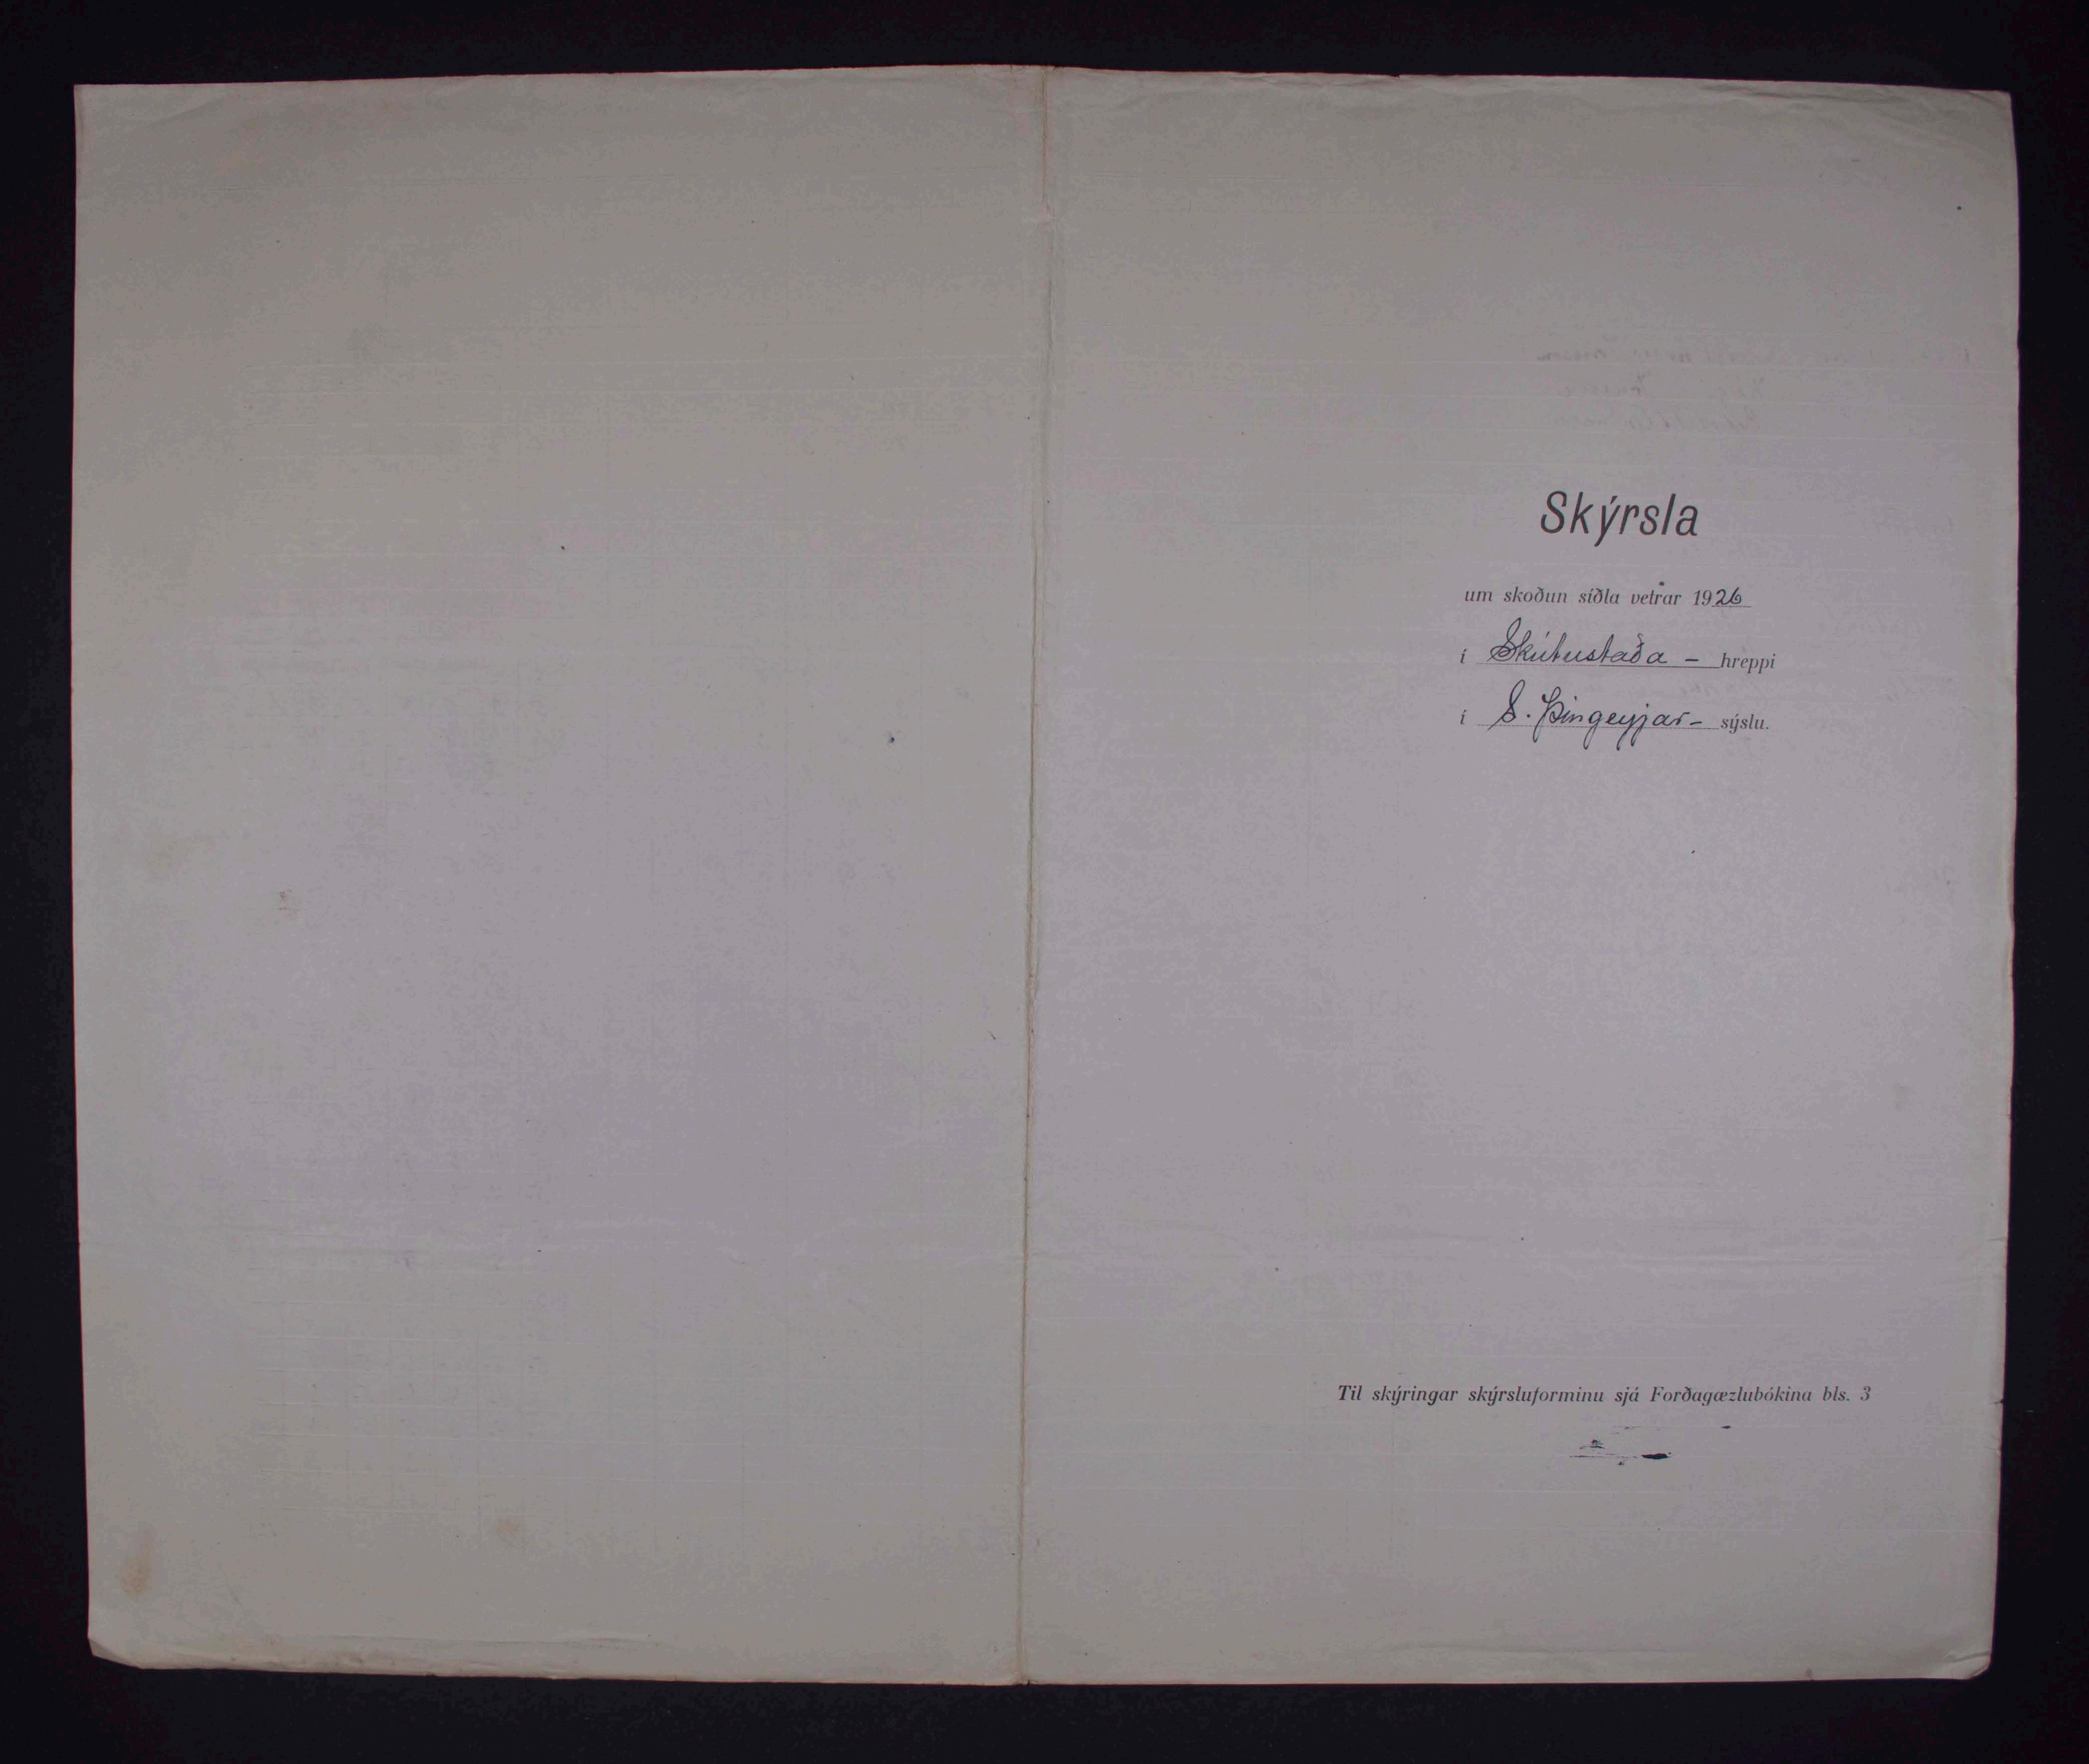 Skýrsla
um skoðun síðla vetrar 1926
í Skútustaða - hreppi
í S. Þingeyjar- sýslu.
Til skýringar skýrsluforminu sjá Forðagæzlubókina bls. 3